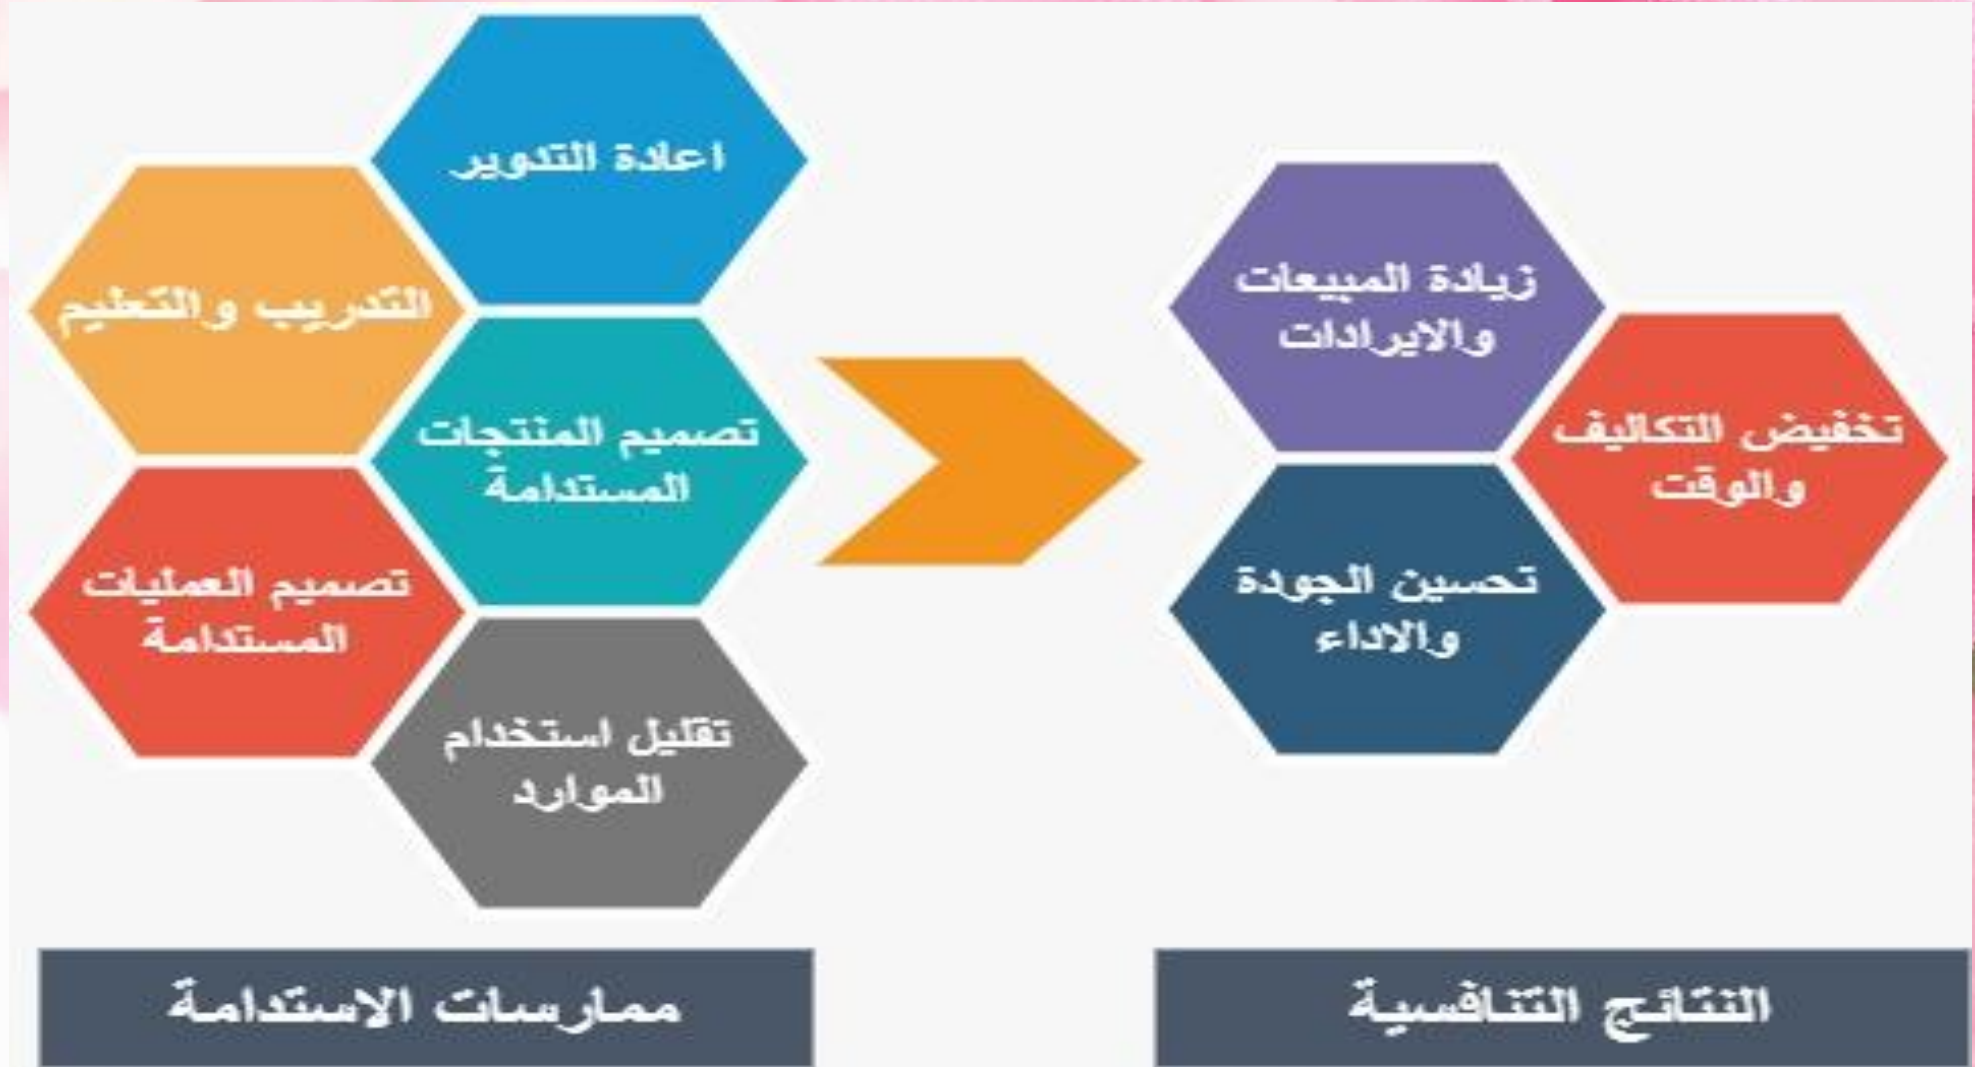 اعادة التدوير
التدريب والتعليم
تصميم المنتجات
المستدامة
تصميم العمليات
المستدامة
تقليل استخدام
الموارد
ممارسات الاستدامة
زيادة المبيعات
والايرادات
تخفيض التكاليف
والوقت
تحسين الجودة
والاداء
النتائج التنافسية